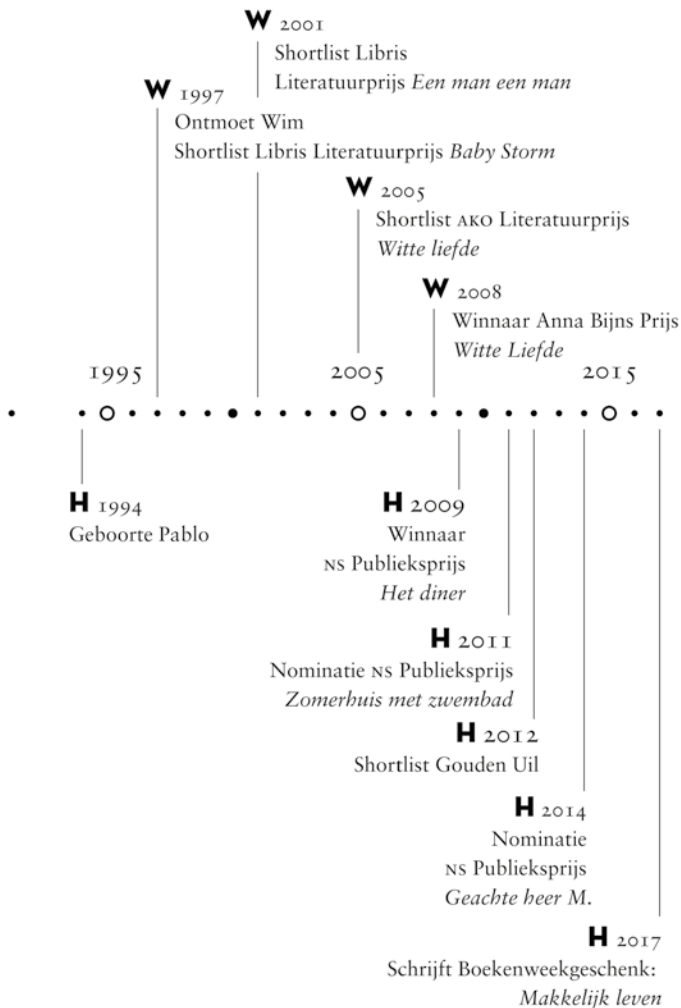 W 2001
Shortlist Libris
Literatuurprijs Een man een man
W 1997
Ontmoet Wim
Shortlist Libris Literatuurprijs Baby Storm
W 2005
Shortlist AKO Literatuurprijs
Witte liefde
W 2008
Winnaar Anna Bijns Prijs
Witte Liefde
1995 2005 2015
H 1994
Geboorte Pablo
H 2009
Winnaar
NS Publieksprijs
Het diner
H 2011
Nominatie NS Publieksprijs
Zomerhuis met zwembad
H 2012
Shortlist Gouden Uil
H 2014
Nominatie
NS Publieksprijs
Geachte heer M.
H 2017
Schrijft Boekenweekgeschenk:
Makkelijk leven